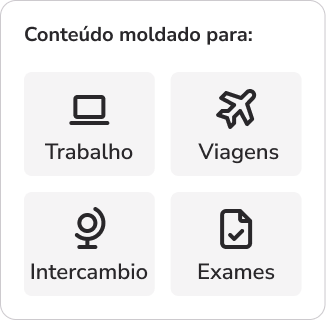 Conteúdo moldado para:
Trabalho
Viagens
Intercambio
Exames